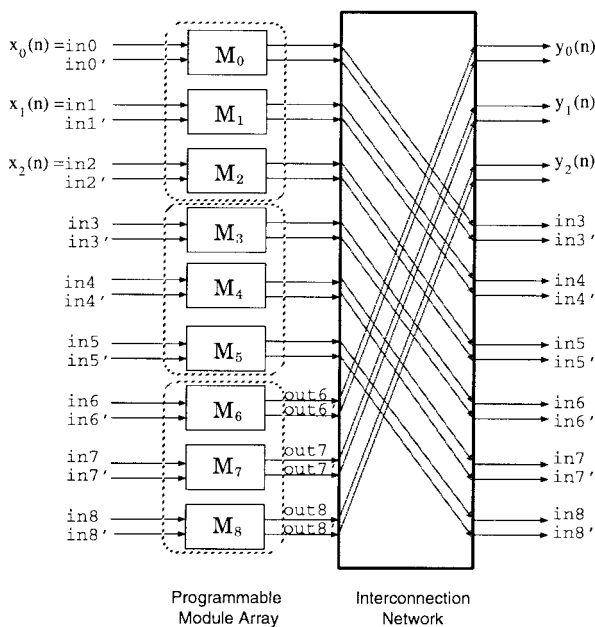 x₀(n) = in0 M₀ y₀(n)
in0'
x₁(n) = in1 M₁ y₁(n)
in1'
x₂(n) = in2 M₂ y₂(n)
in2'
in3 M₃ in3
in3' in3'
in4 M₄ in4
in4' in4'
in5 M₅ in5
in5' in5'
in6 M₆ out6 in6
in6' out6' in6'
in7 M₇ out7 in7
in7' out7' in7'
in8 M₈ out8 in8
in8' out8' in8'
Programmable Interconnection
Module Array Network